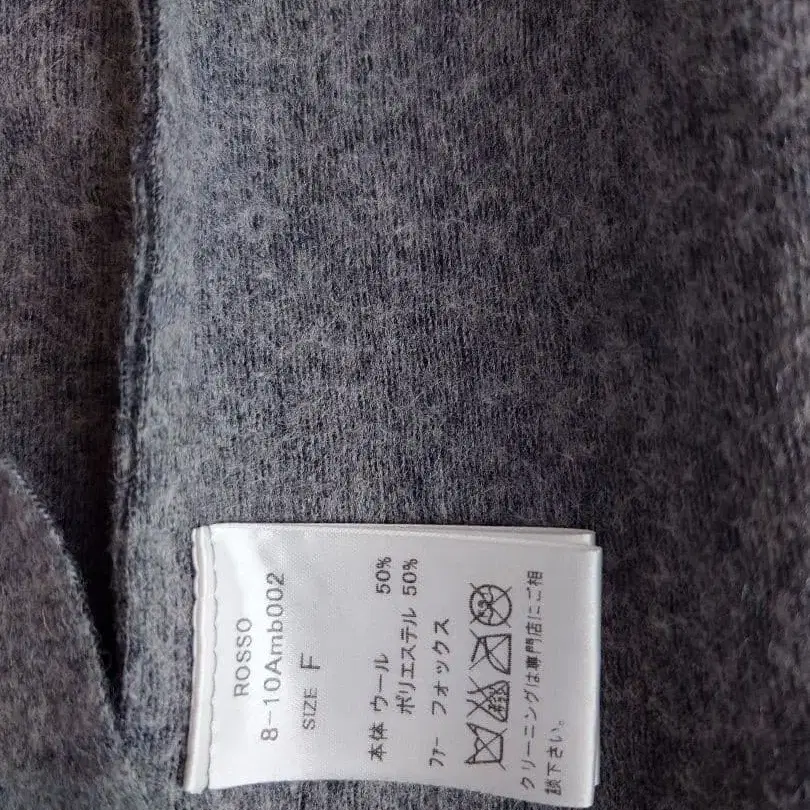 ROSSO
8-10Amb002
SIZE F
本体 ウール 50%
ポリエステル 50%
ファー フォックス
クリーニングは専門店にご相
談下さい。